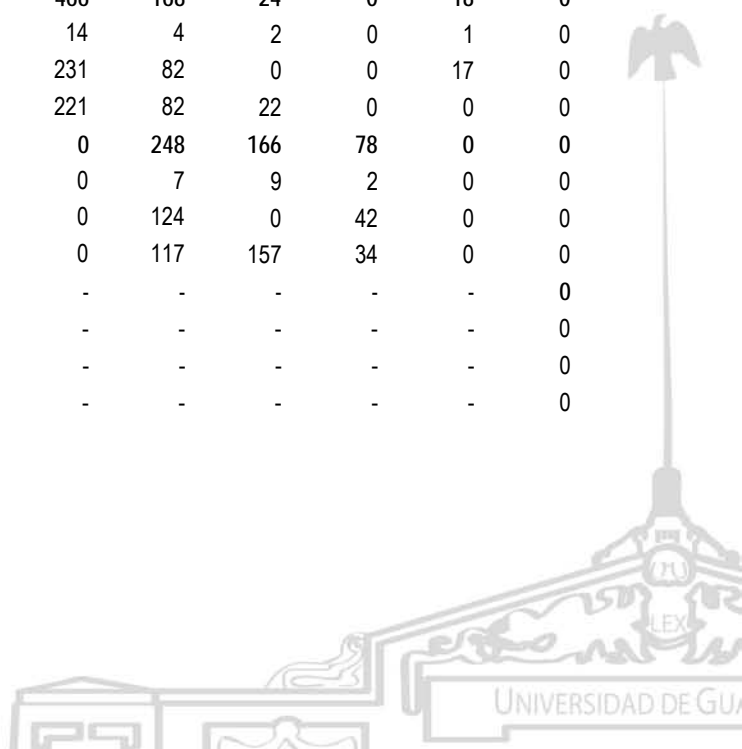 14 4 2 0 1 0
231 82 0 0 17 0
221 82 22 0 0 0
0 248 166 78 0 0
0 7 9 2 0 0
0 124 0 42 0 0
0 117 157 34 0 0
- - - - - 0
- - - - - 0
- - - - - 0
- - - - - 0
LEX
UNIVERSIDAD DE